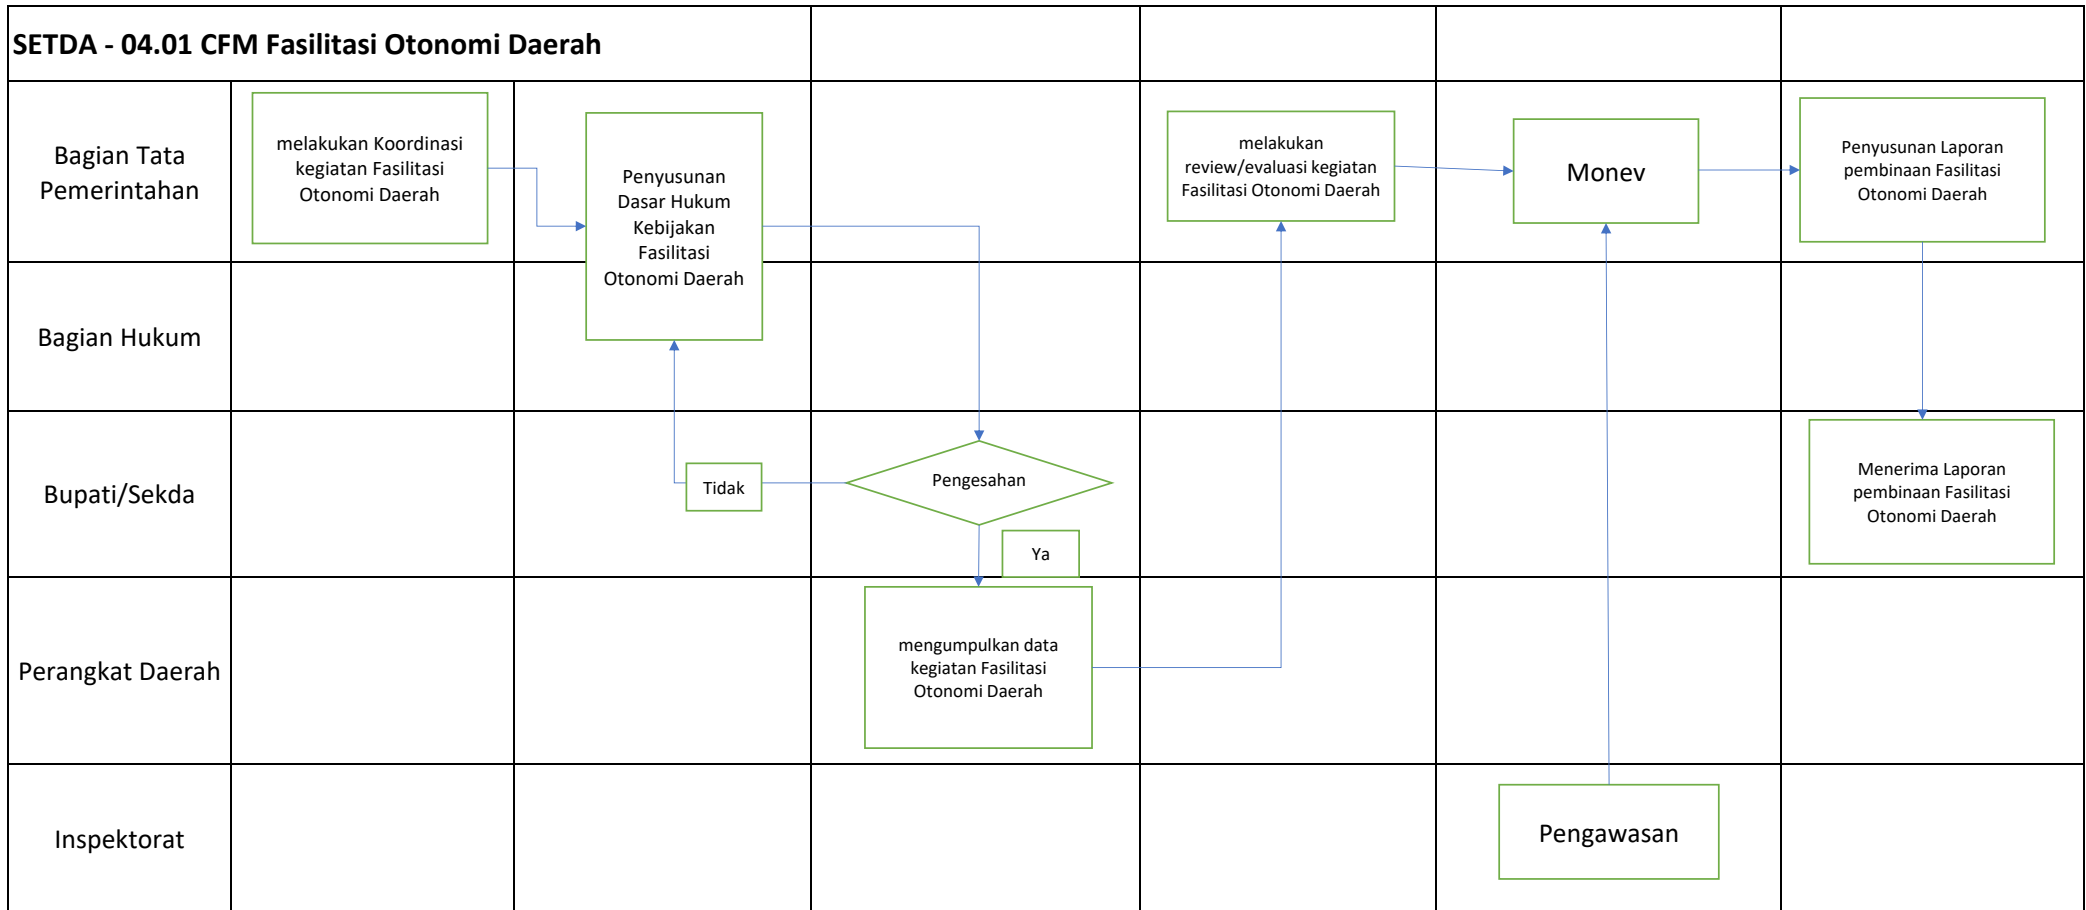 SETDA - 04.01 CFM Fasilitasi Otonomi Daerah
Bagian Tata
Pemerintahan
melakukan Koordinasi
kegiatan Fasilitasi
Otonomi Daerah
Penyusunan
Dasar Hukum
Kebijakan
Fasilitasi
Otonomi Daerah
melakukan
review/evaluasi kegiatan
Fasilitasi Otonomi Daerah
Monev
Penyusunan Laporan
pembinaan Fasilitasi
Otonomi Daerah
Bagian Hukum
Bupati/Sekda
Tidak
Pengesahan
Ya
Menerima Laporan
pembinaan Fasilitasi
Otonomi Daerah
Perangkat Daerah
mengumpulkan data
kegiatan Fasilitasi
Otonomi Daerah
Inspektorat
Pengawasan